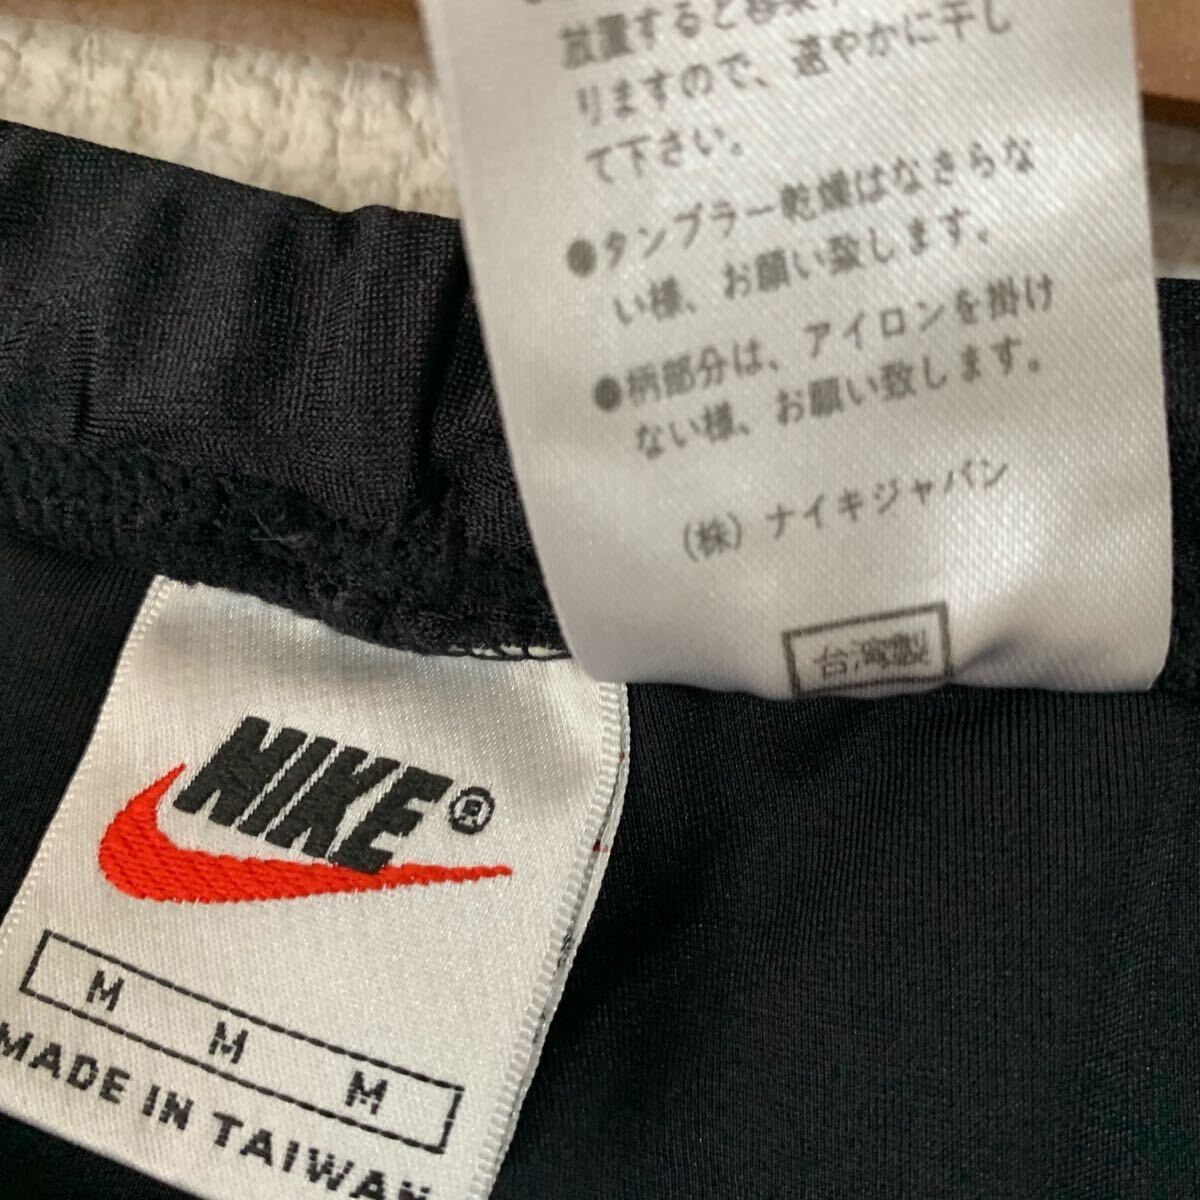 放置すると
りますので、速やかに干し
て下さい。
●タンブラー乾燥はなさらな
い様、お願い致します。
●柄部分は、アイロンを掛け
ない様、お願い致します。
(株) ナイキジャパン
台湾製
NIKE®
M M M
MADE IN TAIWAN